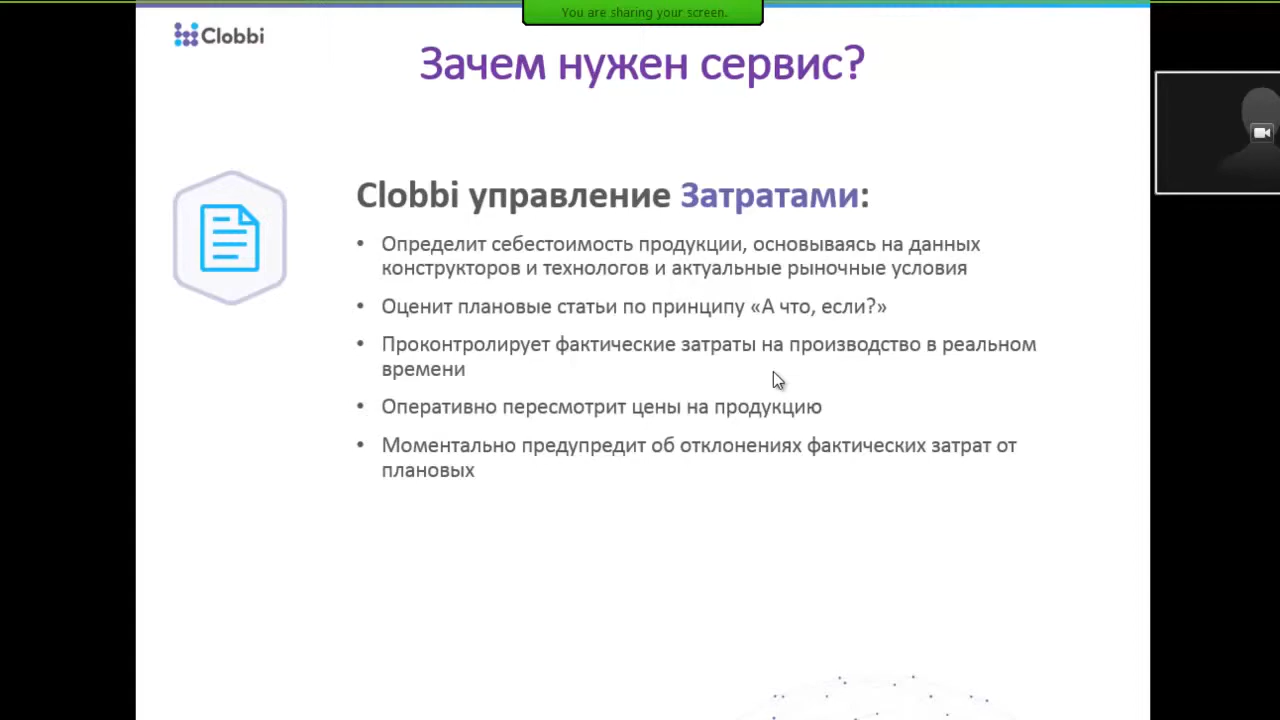 You are sharing your screen.
Clobbi
Зачем нужен сервис?
Clobbi управление Затратами:
• Определит себестоимость продукции, основываясь на данных
конструкторов и технологов и актуальные рыночные условия
• Оценит плановые статьи по принципу «А что, если?»
• Проконтролирует фактические затраты на производство в реальном
времени
• Оперативно пересмотрит цены на продукцию
• Моментально предупредит об отклонениях фактических затрат от
плановых